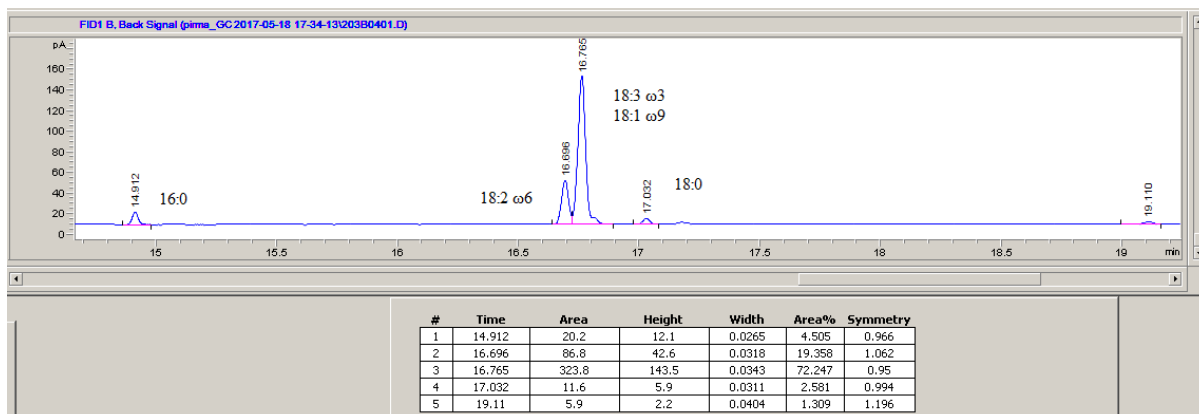 FID1 B, Back Signal (pirma_GC 2017-05-18 17-34-13\203B0401.D)
pA
160
140
120
100
80
60
40
20
0
14.912
16:0
18:2 ω6
16.696
16.765
18:3 ω3
18:1 ω9
17.032
18:0
19.110
15 15.5 16 16.5 17 17.5 18 18.5 19 min
# Time Area Height Width Area% Symmetry
1 14.912 20.2 12.1 0.0265 4.505 0.966
2 16.696 86.8 42.6 0.0318 19.358 1.062
3 16.765 323.8 143.5 0.0343 72.247 0.95
4 17.032 11.6 5.9 0.0311 2.581 0.994
5 19.11 5.9 2.2 0.0404 1.309 1.196